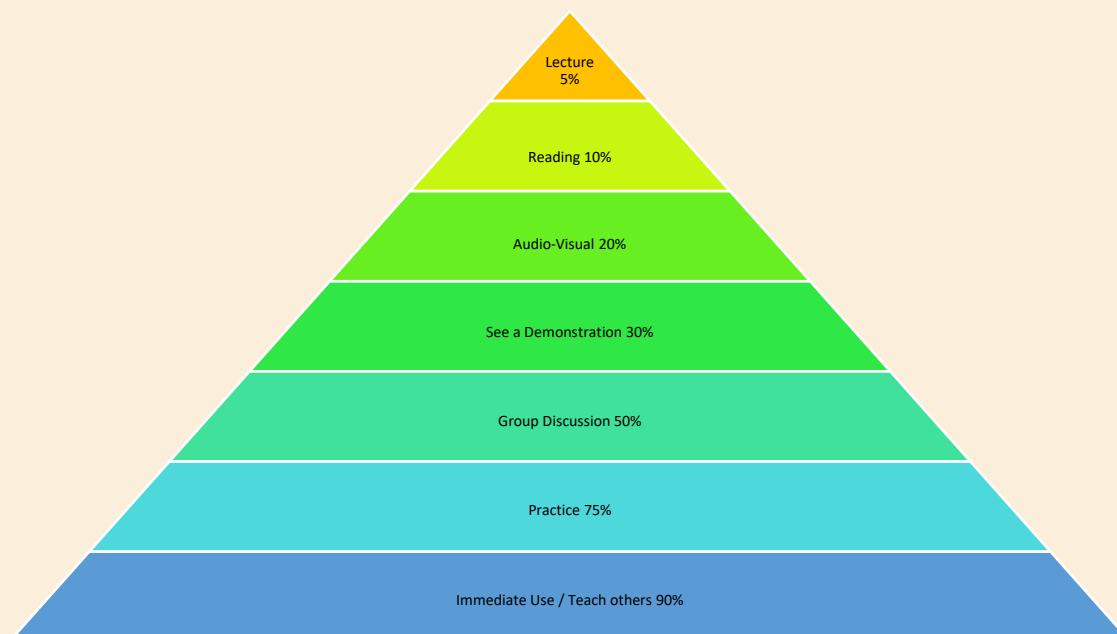 Lecture
5%
Reading 10%
Audio-Visual 20%
See a Demonstration 30%
Group Discussion 50%
Practice 75%
Immediate Use / Teach others 90%